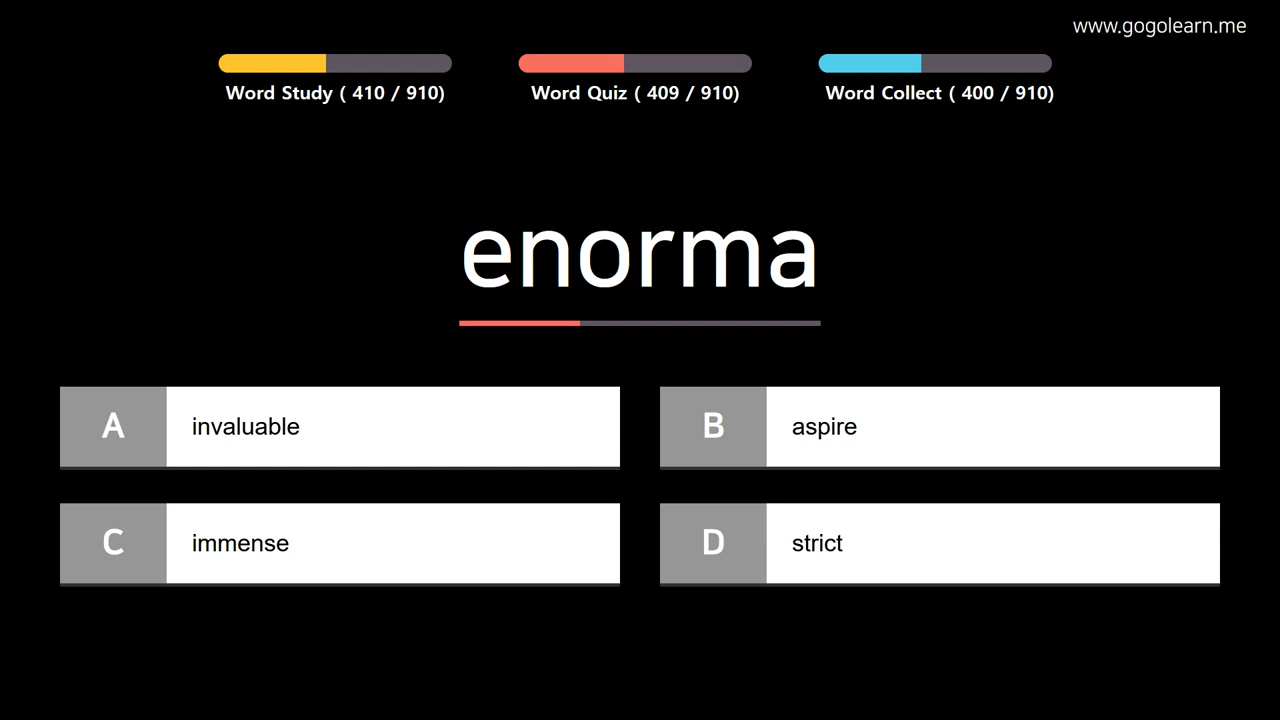 www.gogolearn.me
Word Study ( 410 / 910)
Word Quiz ( 409 / 910)
Word Collect ( 400 / 910)
enorma
A invaluable
B aspire
C immense
D strict